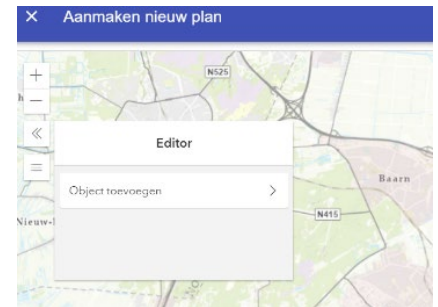 × Aanmaken nieuw plan
N525
+
−
«
Editor
Object toevoegen >
Baarn
N415
Nieuw-